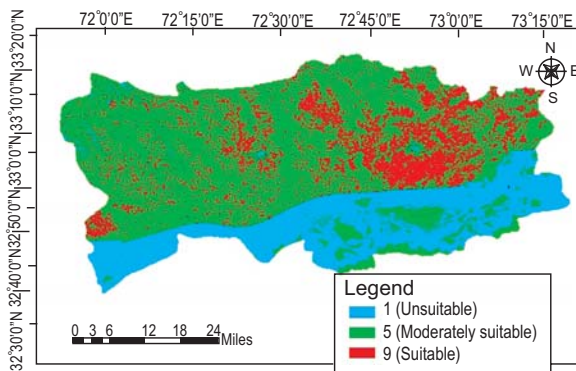 72°0'0"E 72°15'0"E 72°30'0"E 72°45'0"E 73°0'0"E 73°15'0"E
33°20'0"N
33°10'0"N
33°0'0"N
32°50'0"N
32°40'0"N
32°30'0"N
N
W E
S
Legend
1 (Unsuitable)
5 (Moderately suitable)
9 (Suitable)
0 3 6 12 18 24
Miles